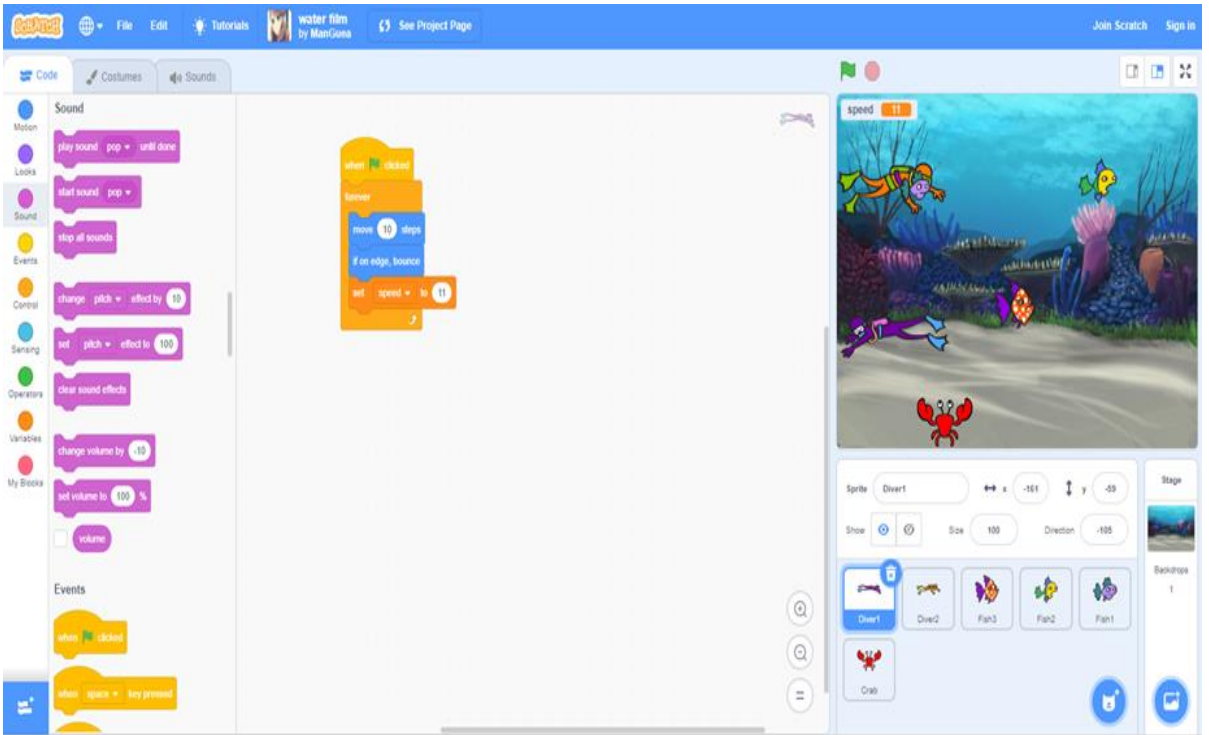 SCRATCH File Edit Tutorials water film See Project Page Join Scratch Sign in
by ManGuea
Code Costumes Sounds
Motion
Looks
Sound
Events
Control
Sensing
Operators
Variables
My Blocks
Sound
play sound pop until done
start sound pop
stop all sounds
change pitch effect by 10
set pitch effect to 100
clear sound effects
change volume by -10
set volume to 100 %
volume
Events
when clicked
when space key pressed
when clicked
forever
move 10 steps
if on edge, bounce
set speed to 11
speed 11
Sprite Diver1 x -161 y -59
Show Size 100 Direction -105
Diver1 Diver2 Fish3 Fish2 Fish1
Crab
Stage
Backdrops
1